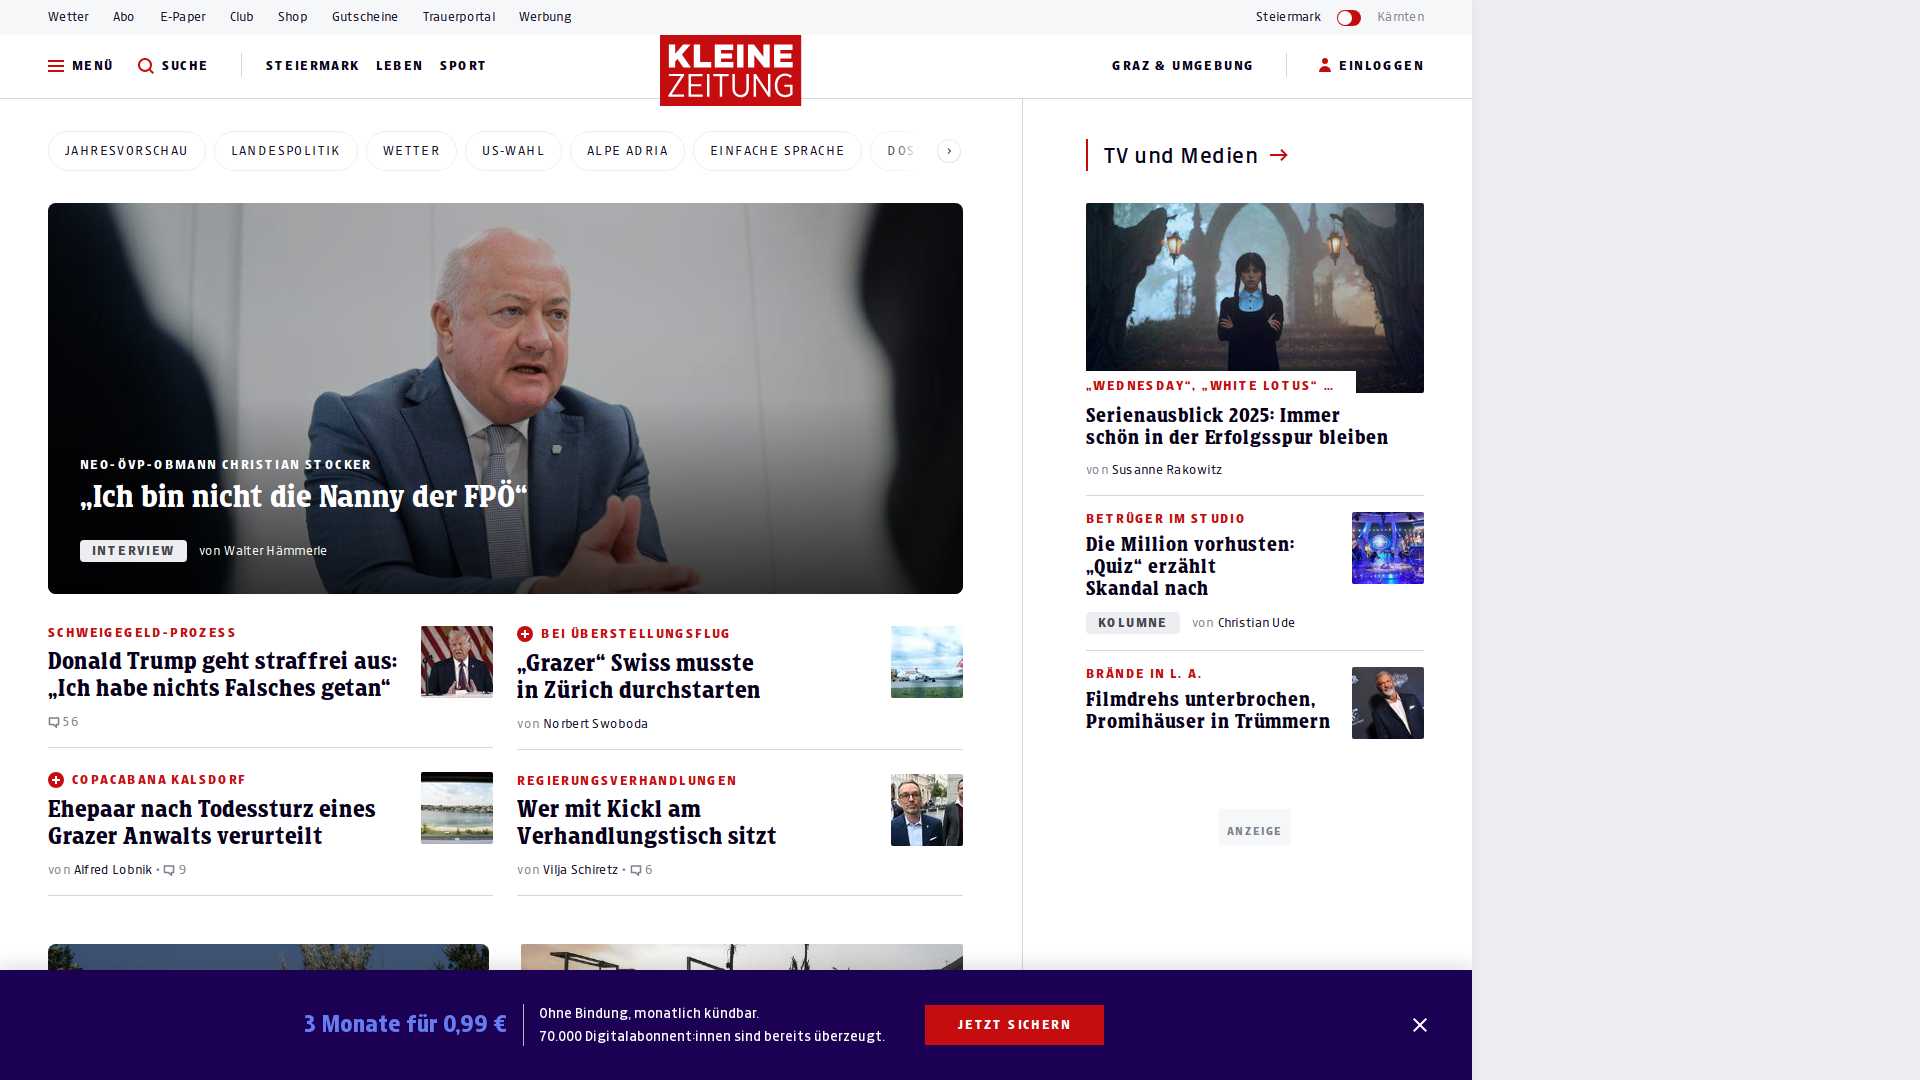 Wetter Abo E-Paper Club Shop Gutscheine Trauerportal Werbung Steiermark Kärnten
MENÜ SUCHE STEIERMARK LEBEN SPORT KLEINE ZEITUNG GRAZ & UMGEBUNG EINLOGGEN
JAHRESVORSCHAU LANDESPOLITIK WETTER US-WAHL ALPE ADRIA EINFACHE SPRACHE DOS
NEO-ÖVP-OBMANN CHRISTIAN STOCKER
„Ich bin nicht die Nanny der FPÖ“
INTERVIEW von Walter Hämmerle
SCHWEIGEGELD-PROZESS
Donald Trump geht straffrei aus:
„Ich habe nichts Falsches getan“
56
BEI ÜBERSTELLUNGSFLUG
„Grazer“ Swiss musste
in Zürich durchstarten
von Norbert Swoboda
COPACABANA KALSDORF
Ehepaar nach Todessturz eines
Grazer Anwalts verurteilt
von Alfred Lobnik • 9
REGIERUNGSVERHANDLUNGEN
Wer mit Kickl am
Verhandlungstisch sitzt
von Vilja Schiretz • 6
TV und Medien
„WEDNESDAY“, „WHITE LOTUS“ ...
Serienausblick 2025: Immer
schön in der Erfolgsspur bleiben
von Susanne Rakowitz
BETRÜGER IM STUDIO
Die Million vorhusten:
„Quiz“ erzählt
Skandal nach
KOLUMNE von Christian Ude
BRÄNDE IN L. A.
Filmdrehs unterbrochen,
Promihäuser in Trümmern
ANZEIGE
3 Monate für 0,99 €
Ohne Bindung, monatlich kündbar.
70.000 Digitalabonnent:innen sind bereits überzeugt.
JETZT SICHERN